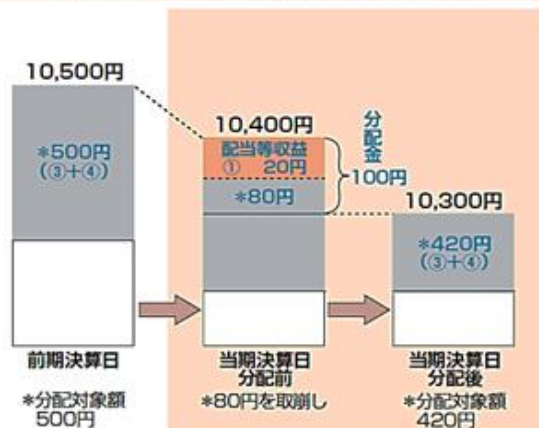 10,500円
*500円
(③+④)
前期決算日
*分配対象額
500円
10,400円
配当等収益
① 20円
*80円
分配金
100円
当期決算日
分配前
*80円を取崩し
10,300円
*420円
(③+④)
当期決算日
分配後
*分配対象額
420円